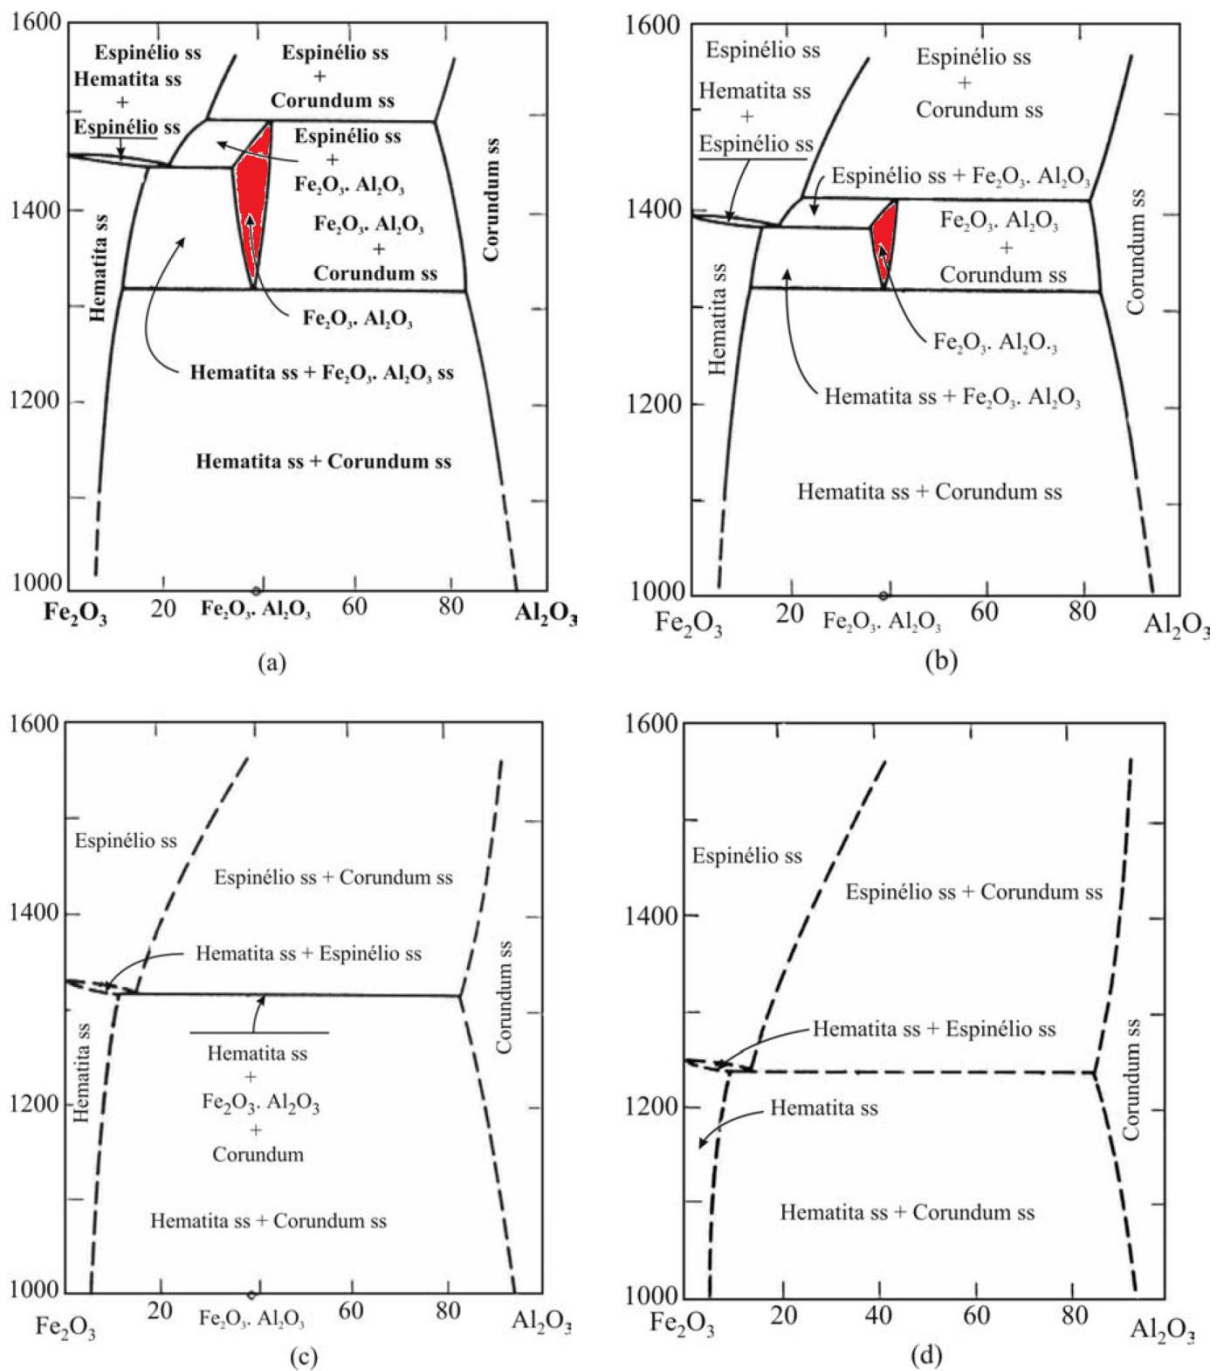 1600
Espinélio ss
Hematita ss
+
Espinélio ss
Espinélio ss
+
Corundum ss
Espinélio ss
+
Fe₂O₃. Al₂O₃
1400
Hematita ss
Fe₂O₃. Al₂O₃
+
Corundum ss
Corundum ss
Fe₂O₃. Al₂O₃
Hematita ss + Fe₂O₃. Al₂O₃ ss
1200
Hematita ss + Corundum ss
1000
Fe₂O₃ 20 Fe₂O₃. Al₂O₃ 40 60 80 Al₂O₃
(a)
1600
Espinélio ss
Hematita ss
+
Espinélio ss
Espinélio ss
+
Corundum ss
Espinélio ss + Fe₂O₃. Al₂O₃
1400
Fe₂O₃. Al₂O₃
+
Corundum ss
Corundum ss
Hematita ss
Fe₂O₃. Al₂O.₃
Hematita ss + Fe₂O₃. Al₂O₃
1200
Hematita ss + Corundum ss
1000
Fe₂O₃ 20 Fe₂O₃. Al₂O₃ 40 60 80 Al₂O₃
(b)
1600
Espinélio ss
Espinélio ss + Corundum ss
1400
Hematita ss + Espinélio ss
Corundum ss
Hematita ss
Hematita ss
+
Fe₂O₃. Al₂O₃
+
Corundum
1200
Hematita ss + Corundum ss
1000
Fe₂O₃ 20 Fe₂O₃. Al₂O₃ 40 60 80 Al₂O₃
(c)
1600
Espinélio ss
Espinélio ss + Corundum ss
1400
Hematita ss + Espinélio ss
1200
Hematita ss
Corundum ss
Hematita ss + Corundum ss
1000
Fe₂O₃ 20 40 60 80 Al₂O₃
(d)